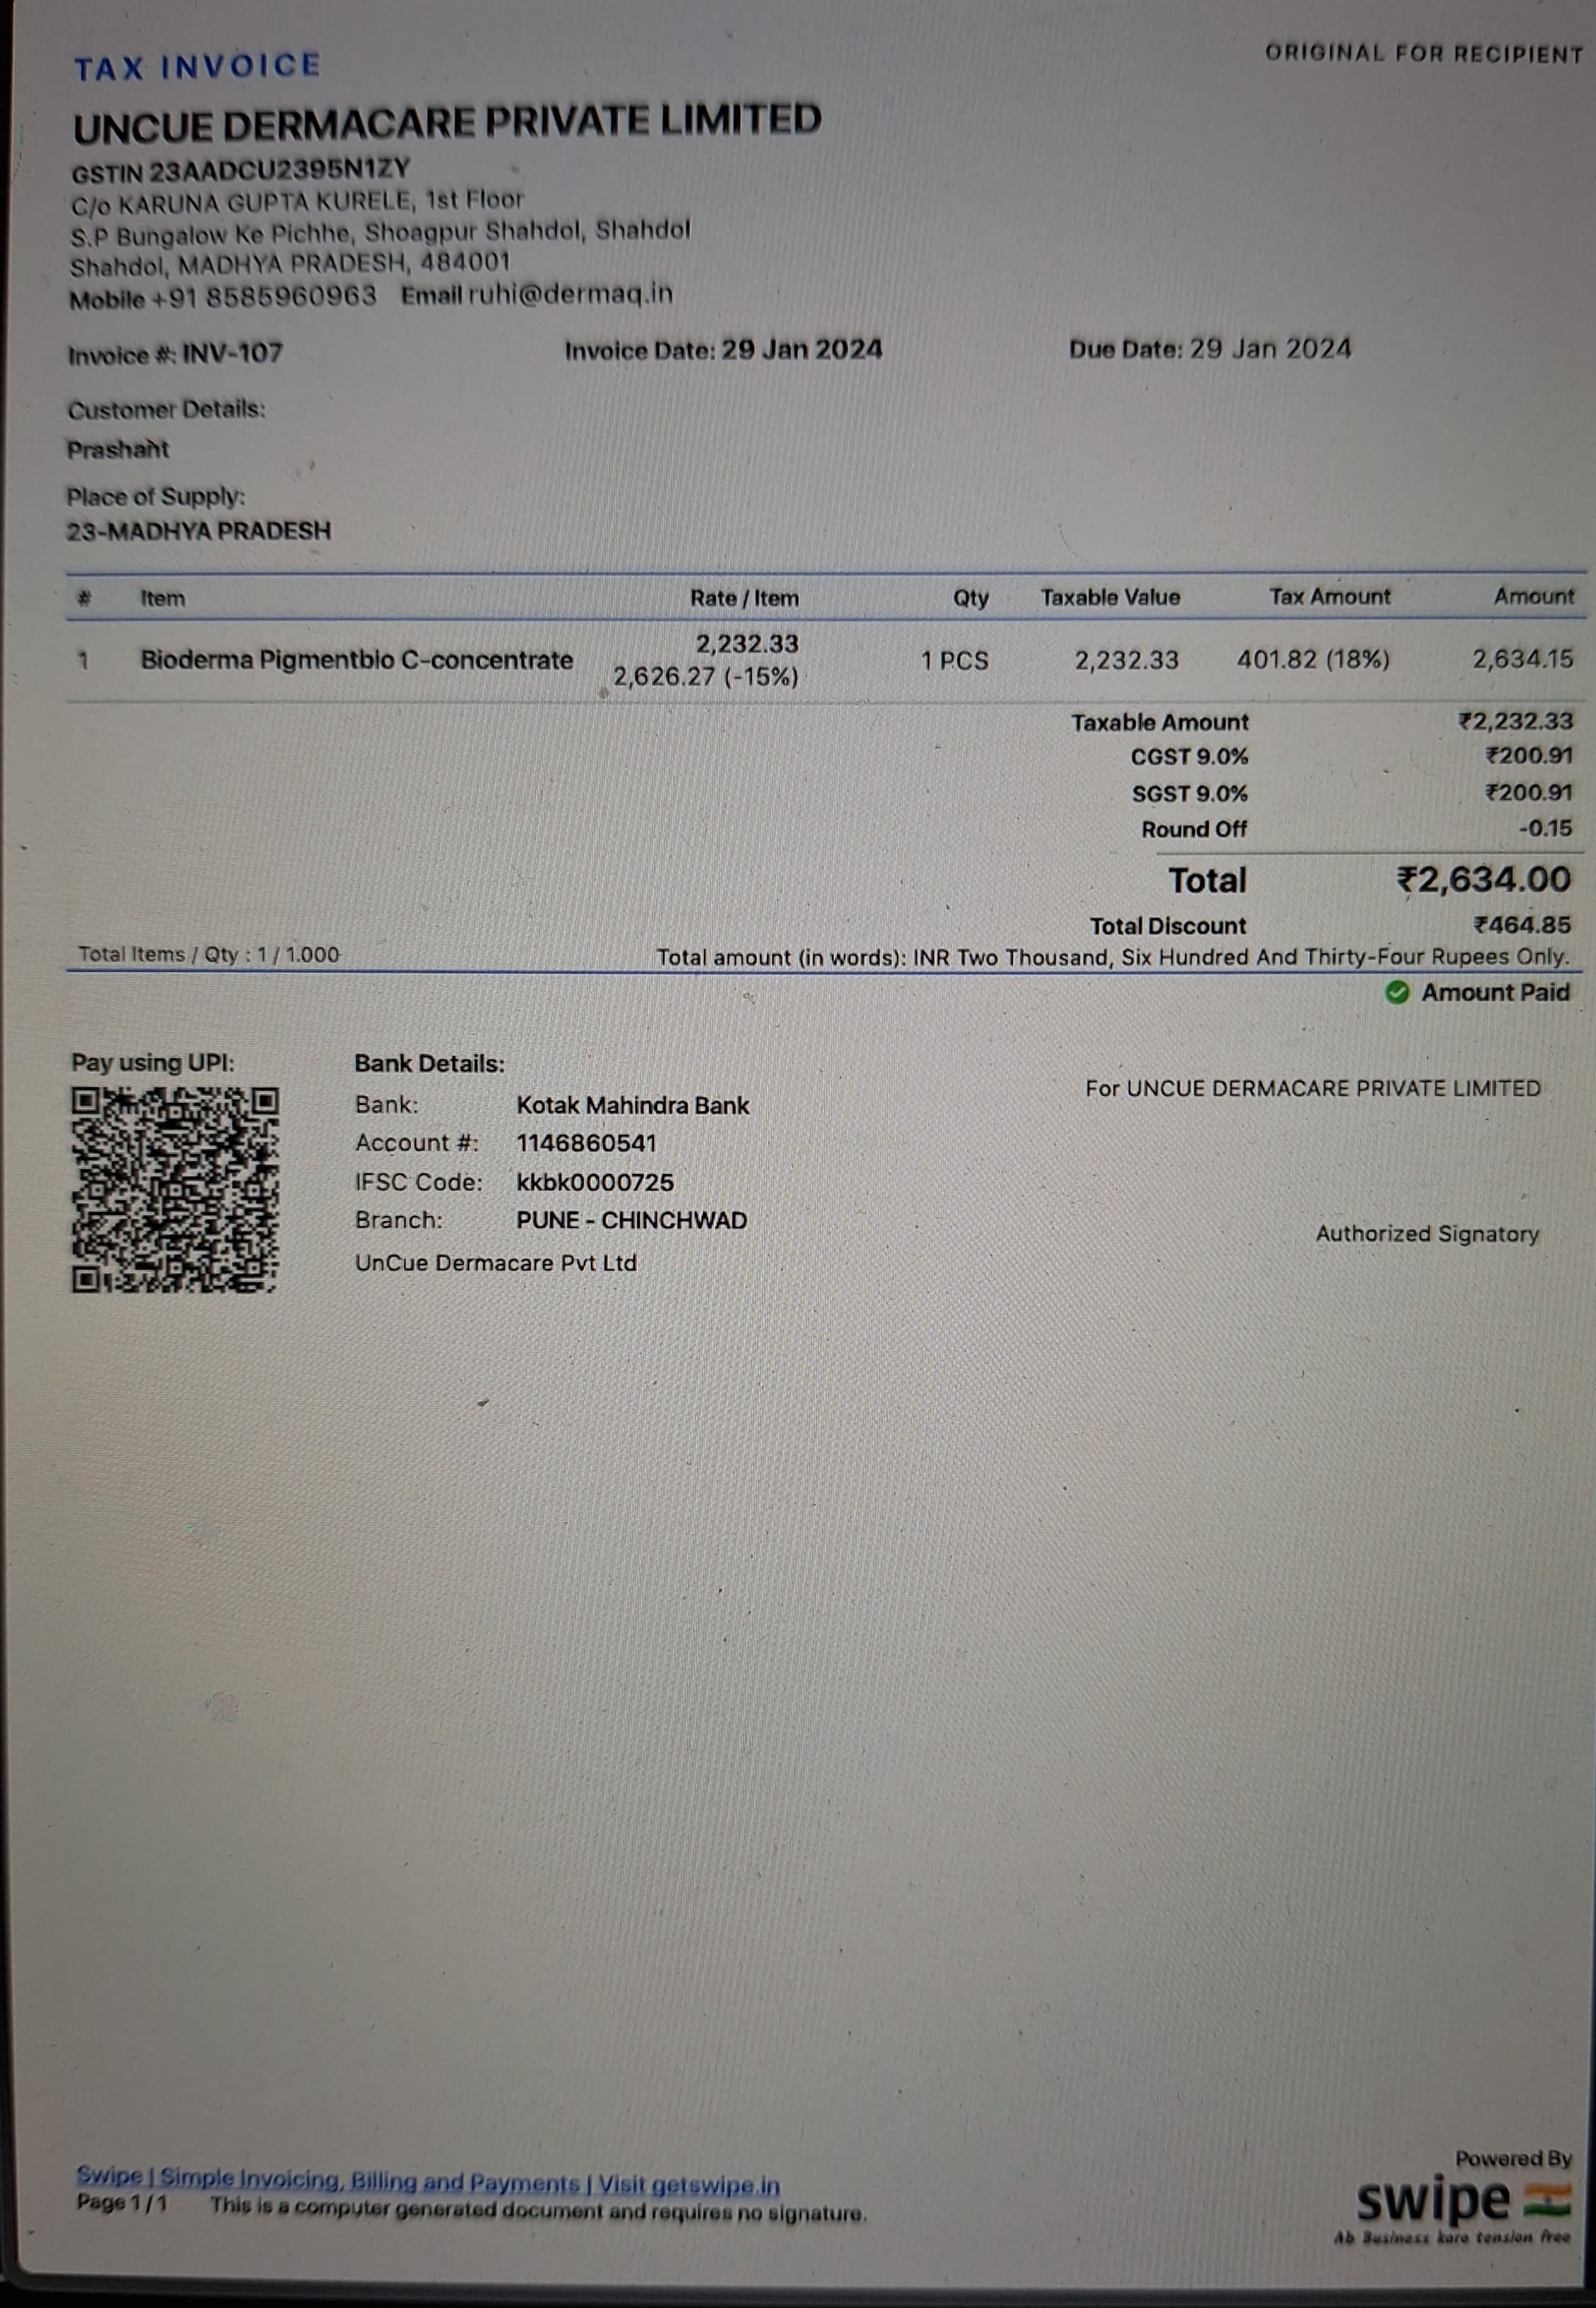 TAX INVOICE
ORIGINAL FOR RECIPIENT
UNCUE DERMACARE PRIVATE LIMITED
GSTIN 23AADCU2395N1ZY
C/o KARUNA GUPTA KURELE, 1st Floor
S.P Bungalow Ke Pichhe, Shoagpur Shahdol, Shahdol
Shahdol, MADHYA PRADESH, 484001
Mobile +91 8585960963 Email ruhi@dermaq.in
Invoice #: INV-107 Invoice Date: 29 Jan 2024 Due Date: 29 Jan 2024
Customer Details:
Prashant
Place of Supply:
23-MADHYA PRADESH
# Item Rate / Item Qty Taxable Value Tax Amount Amount
1 Bioderma Pigmentbio C-concentrate 2,232.33 1 PCS 2,232.33 401.82 (18%) 2,634.15
2,626.27 (-15%)
Taxable Amount ₹2,232.33
CGST 9.0% ₹200.91
SGST 9.0% ₹200.91
Round Off -0.15
Total ₹2,634.00
Total Discount ₹464.85
Total Items / Qty : 1 / 1.000 Total amount (in words): INR Two Thousand, Six Hundred And Thirty-Four Rupees Only.
Amount Paid
Pay using UPI:
Bank Details:
Bank: Kotak Mahindra Bank
Account #: 1146860541
IFSC Code: kkbk0000725
Branch: PUNE - CHINCHWAD
UnCue Dermacare Pvt Ltd
For UNCUE DERMACARE PRIVATE LIMITED
Authorized Signatory
Swipe | Simple Invoicing, Billing and Payments | Visit getswipe.in
Page 1 / 1 This is a computer generated document and requires no signature.
Powered By
swipe
Ab Business karo tension free